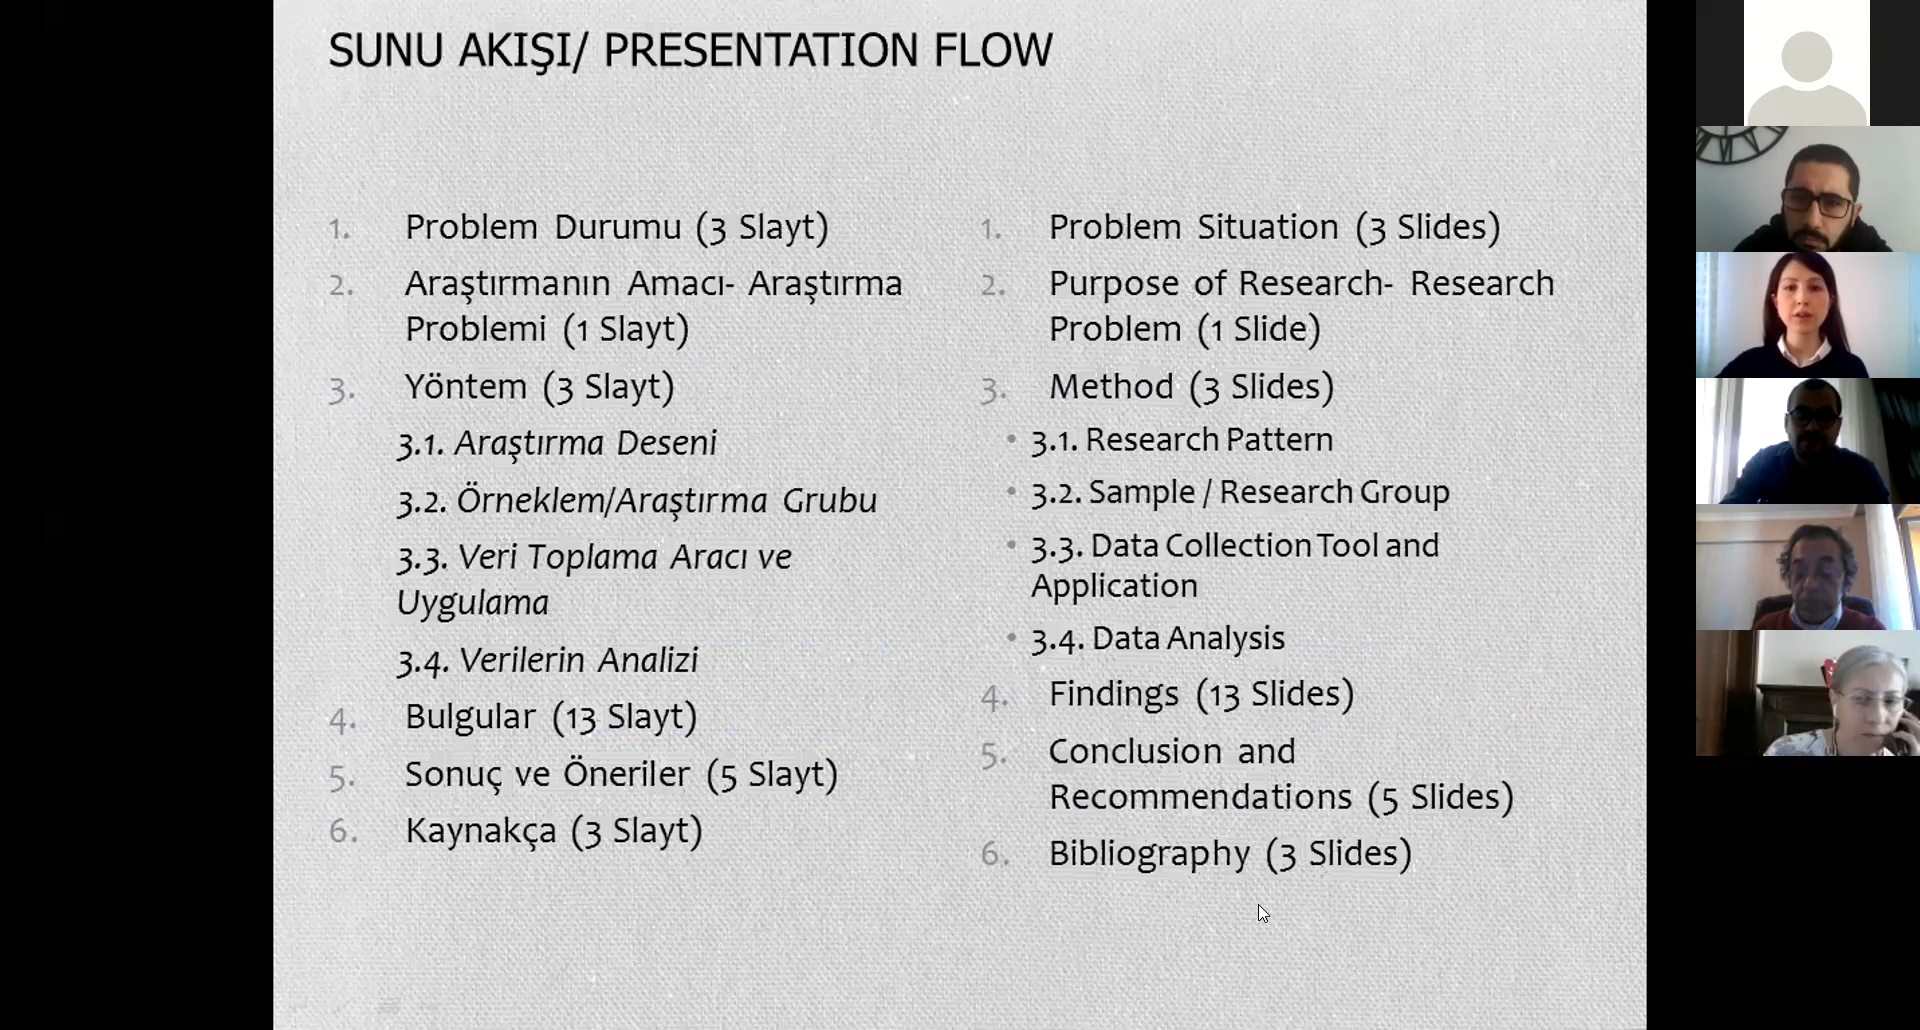 SUNU AKIŞI/ PRESENTATION FLOW
1. Problem Durumu (3 Slayt)
2. Araştırmanın Amacı- Araştırma
Problemi (1 Slayt)
3. Yöntem (3 Slayt)
3.1. Araştırma Deseni
3.2. Örneklem/Araştırma Grubu
3.3. Veri Toplama Aracı ve
Uygulama
3.4. Verilerin Analizi
4. Bulgular (13 Slayt)
5. Sonuç ve Öneriler (5 Slayt)
6. Kaynakça (3 Slayt)
1. Problem Situation (3 Slides)
2. Purpose of Research- Research
Problem (1 Slide)
3. Method (3 Slides)
• 3.1. Research Pattern
• 3.2. Sample / Research Group
• 3.3. Data Collection Tool and
Application
• 3.4. Data Analysis
4. Findings (13 Slides)
5. Conclusion and
Recommendations (5 Slides)
6. Bibliography (3 Slides)